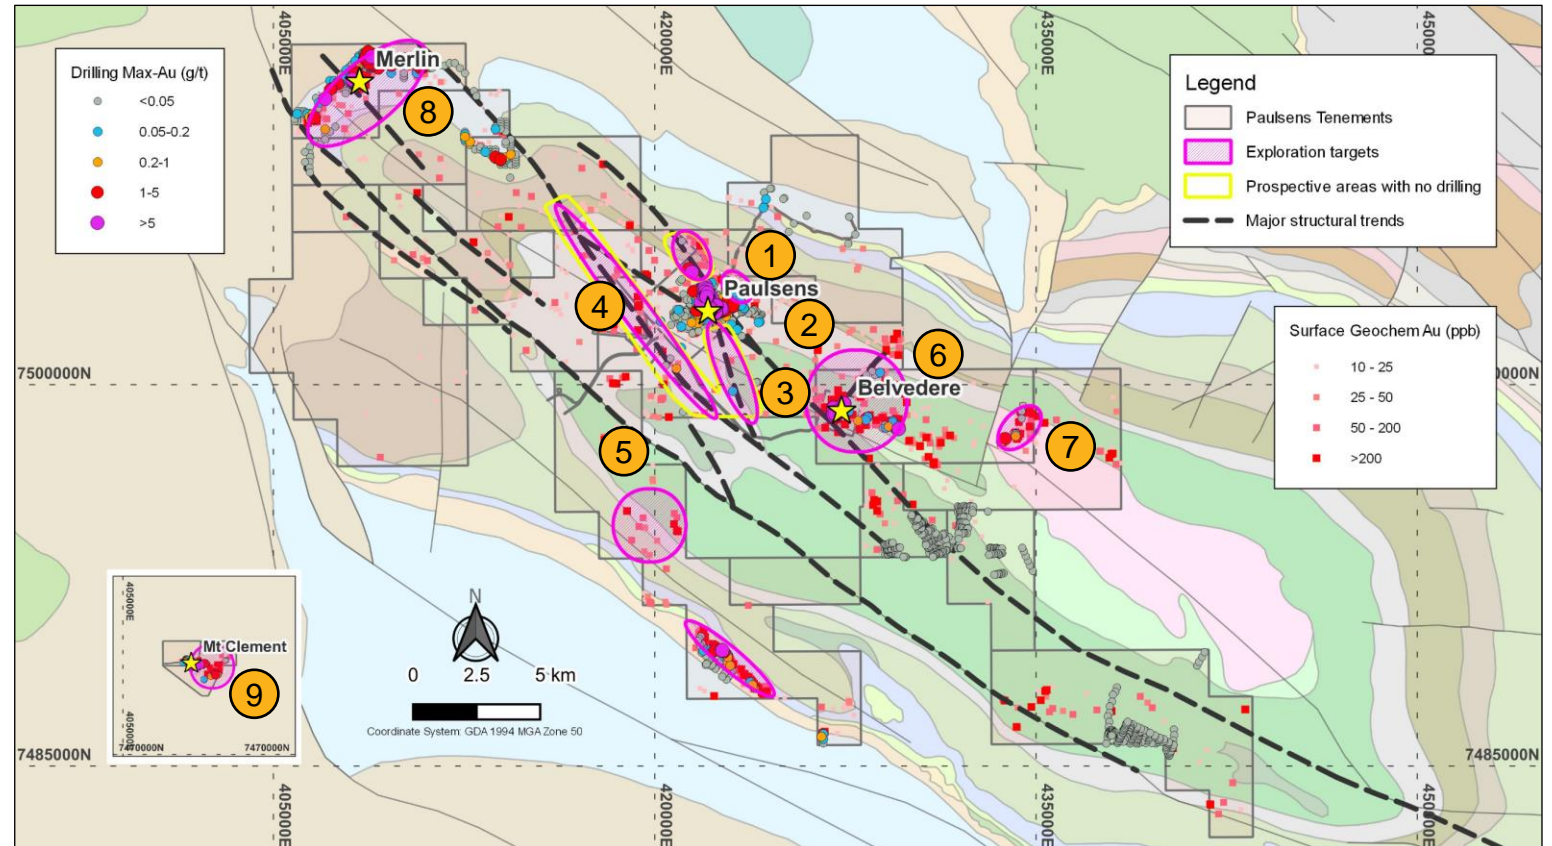 405000E
420000E
435000E
450000
Drilling Max-Au (g/t)
<0.05
0.05-0.2
0.2-1
1-5
>5
Merlin
8
Legend
Paulsens Tenements
Exploration targets
Prospective areas with no drilling
Major structural trends
1
Paulsens
4
2
6
Surface Geochem Au (ppb)
10 - 25
25 - 50
50 - 200
>200
7500000N
0000N
Belvedere
3
5
7
N
0 2.5 5 km
Coordinate System: GDA 1994 MGA Zone 50
405000E
Mt Clement
9
405000E
7470000N 7470000N
7485000N
7485000N
405000E
420000E
435000E
450000E